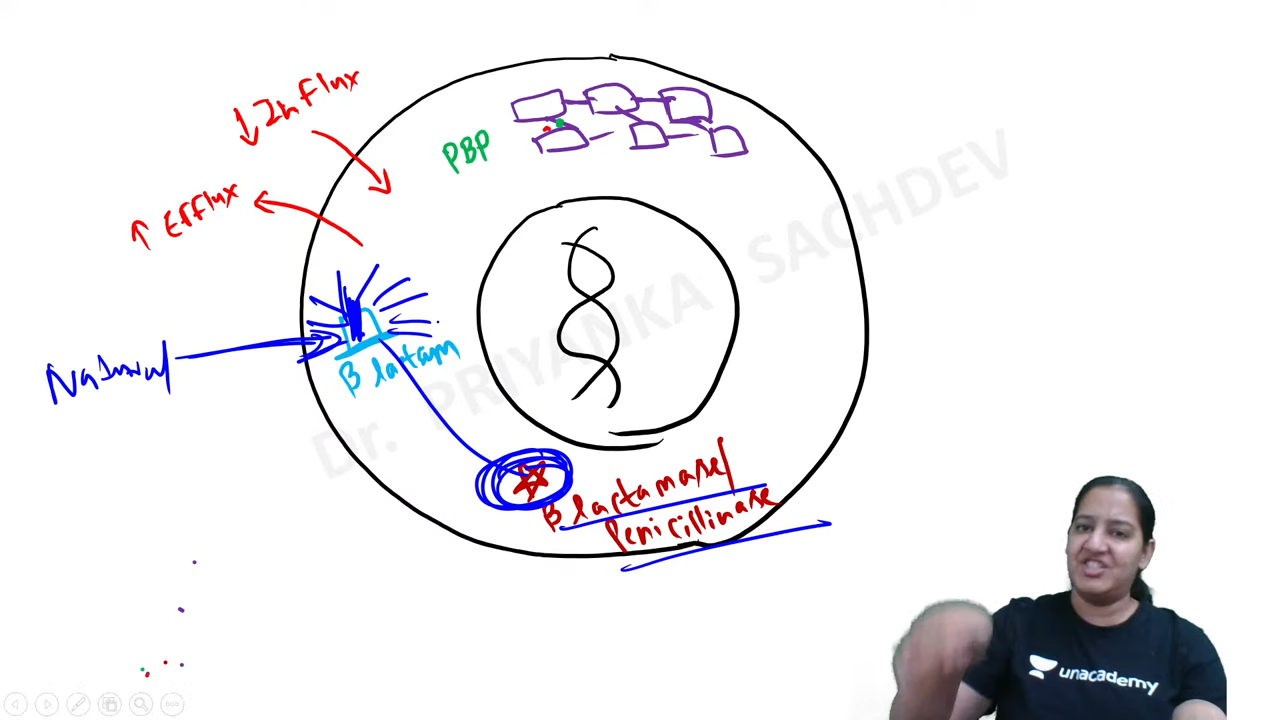 ↓ Influx
PBP
↑ Efflux
Natural
β lactam
β lactamase/
Penicillinase
Dr. PRIYANKA SACHDEV
unacademy